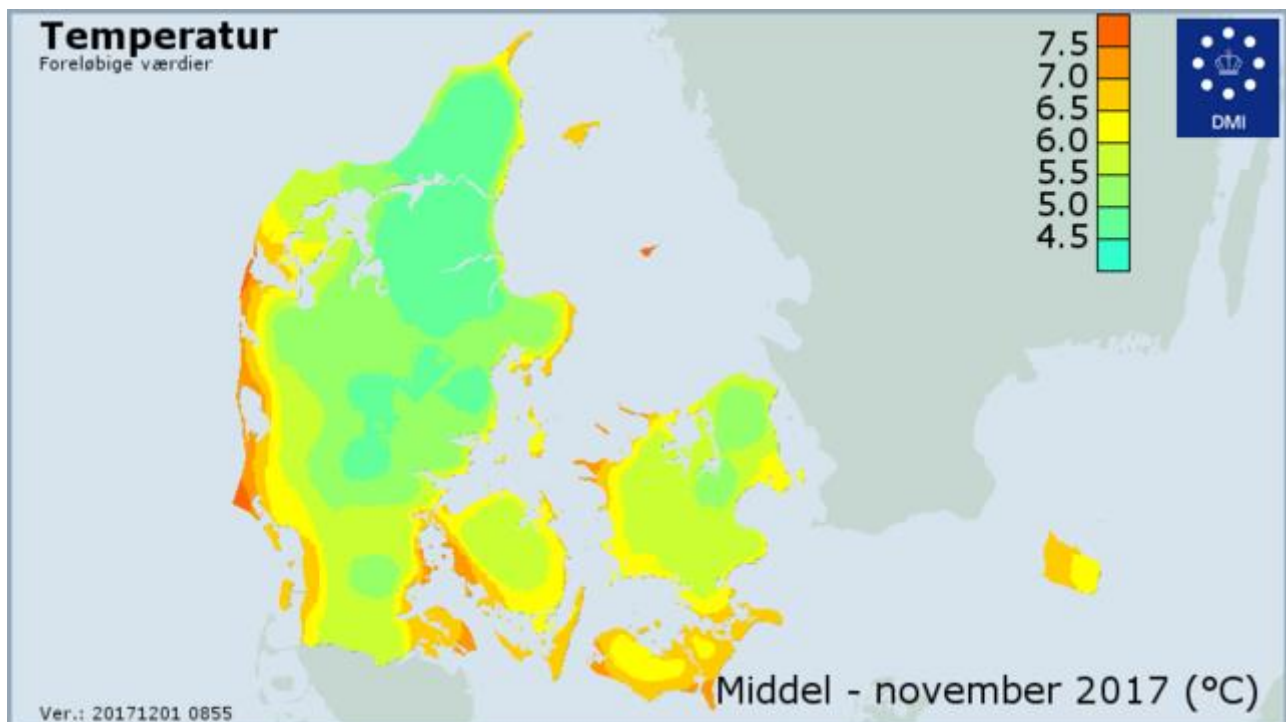 Temperatur
Foreløbige værdier
7.5
7.0
6.5
6.0
5.5
5.0
4.5
DMI
Middel - november 2017 (°C)
Ver.: 20171201 0855